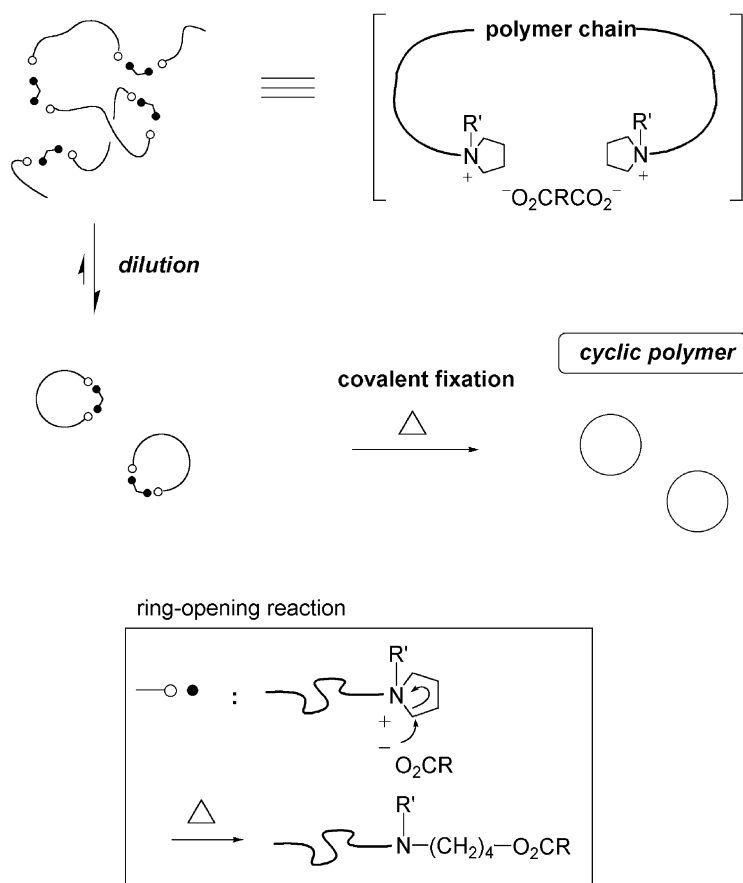 polymer chain
R'
R'
N
N
+
+
⁻O₂CRCO₂⁻
dilution
cyclic polymer
covalent fixation
△
ring-opening reaction
R'
:
N
+
−
O₂CR
△
R'
N—(CH₂)₄—O₂CR